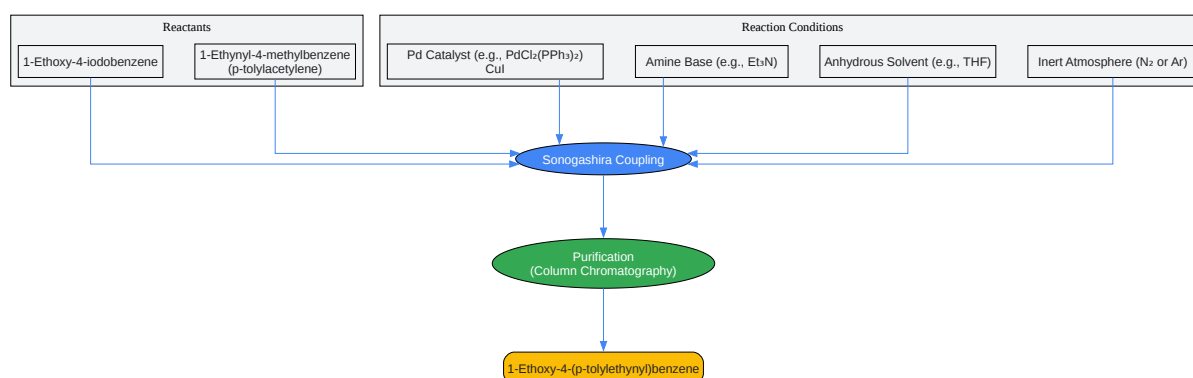 Reactants
Reaction Conditions
1-Ethoxy-4-iodobenzene
1-Ethynyl-4-methylbenzene
(p-tolylacetylene)
Pd Catalyst (e.g., PdCl₂(PPh₃)₂)
CuI
Amine Base (e.g., Et₃N)
Anhydrous Solvent (e.g., THF)
Inert Atmosphere (N₂ or Ar)
Sonogashira Coupling
Purification
(Column Chromatography)
1-Ethoxy-4-(p-tolylethynyl)benzene